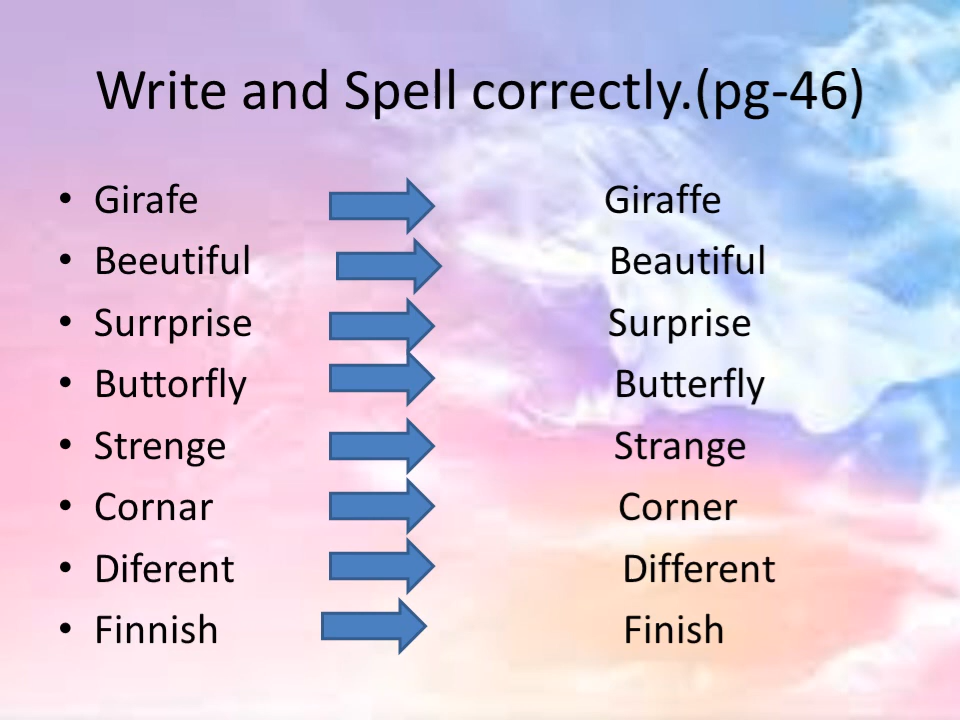 Write and Spell correctly.(pg-46)
• Girafe Giraffe
• Beeutiful Beautiful
• Surrprise Surprise
• Buttorfly Butterfly
• Strenge Strange
• Cornar Corner
• Diferent Different
• Finnish Finish